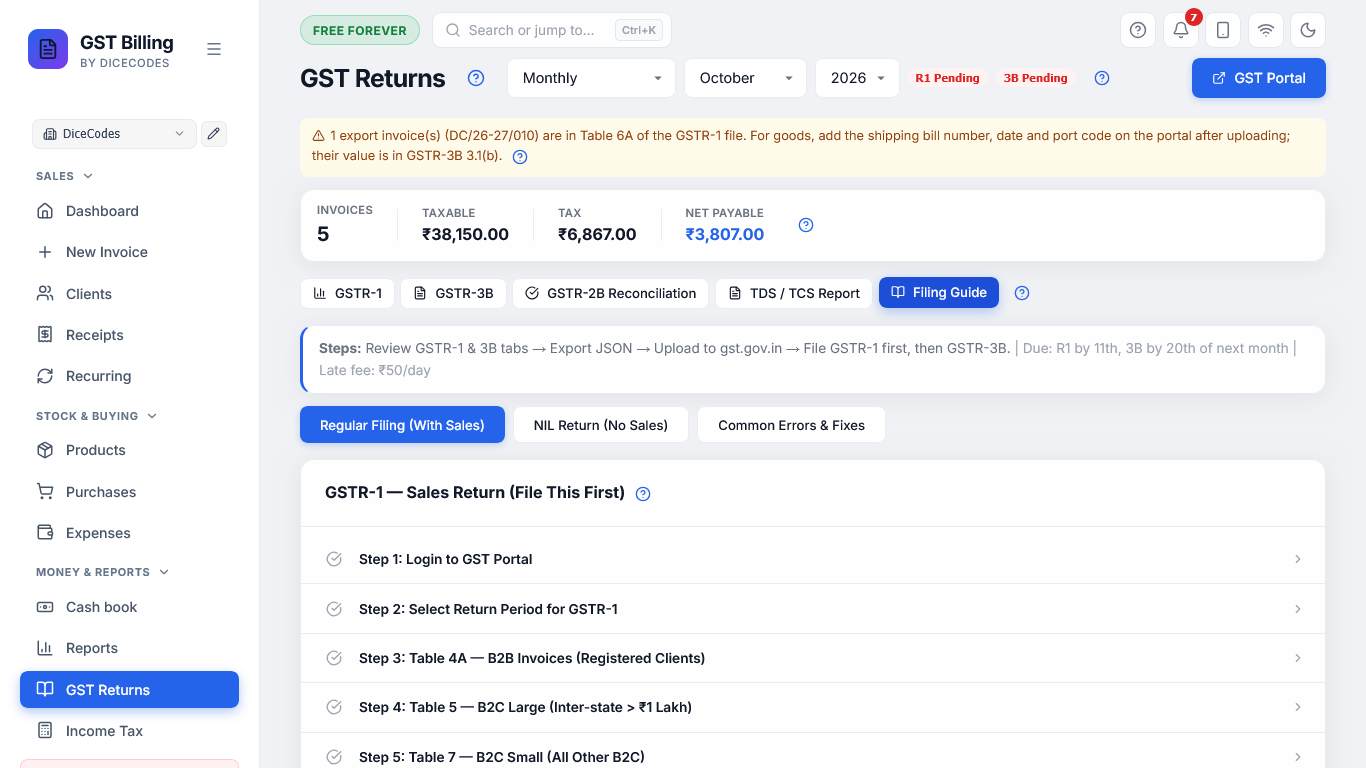 GST Billing
BY DICECODES
DiceCodes
SALES
Dashboard
New Invoice
Clients
Receipts
Recurring
STOCK & BUYING
Products
Purchases
Expenses
MONEY & REPORTS
Cash book
Reports
GST Returns
Income Tax
FREE FOREVER
Search or jump to...
Ctrl+K
7
GST Returns
Monthly
October
2026
R1 Pending
3B Pending
GST Portal
1 export invoice(s) (DC/26-27/010) are in Table 6A of the GSTR-1 file. For goods, add the shipping bill number, date and port code on the portal after uploading;
their value is in GSTR-3B 3.1(b).
INVOICES
5
TAXABLE
₹38,150.00
TAX
₹6,867.00
NET PAYABLE
₹3,807.00
GSTR-1
GSTR-3B
GSTR-2B Reconciliation
TDS / TCS Report
Filing Guide
Steps: Review GSTR-1 & 3B tabs → Export JSON → Upload to gst.gov.in → File GSTR-1 first, then GSTR-3B. | Due: R1 by 11th, 3B by 20th of next month |
Late fee: ₹50/day
Regular Filing (With Sales)
NIL Return (No Sales)
Common Errors & Fixes
GSTR-1 — Sales Return (File This First)
Step 1: Login to GST Portal
Step 2: Select Return Period for GSTR-1
Step 3: Table 4A — B2B Invoices (Registered Clients)
Step 4: Table 5 — B2C Large (Inter-state > ₹1 Lakh)
Step 5: Table 7 — B2C Small (All Other B2C)